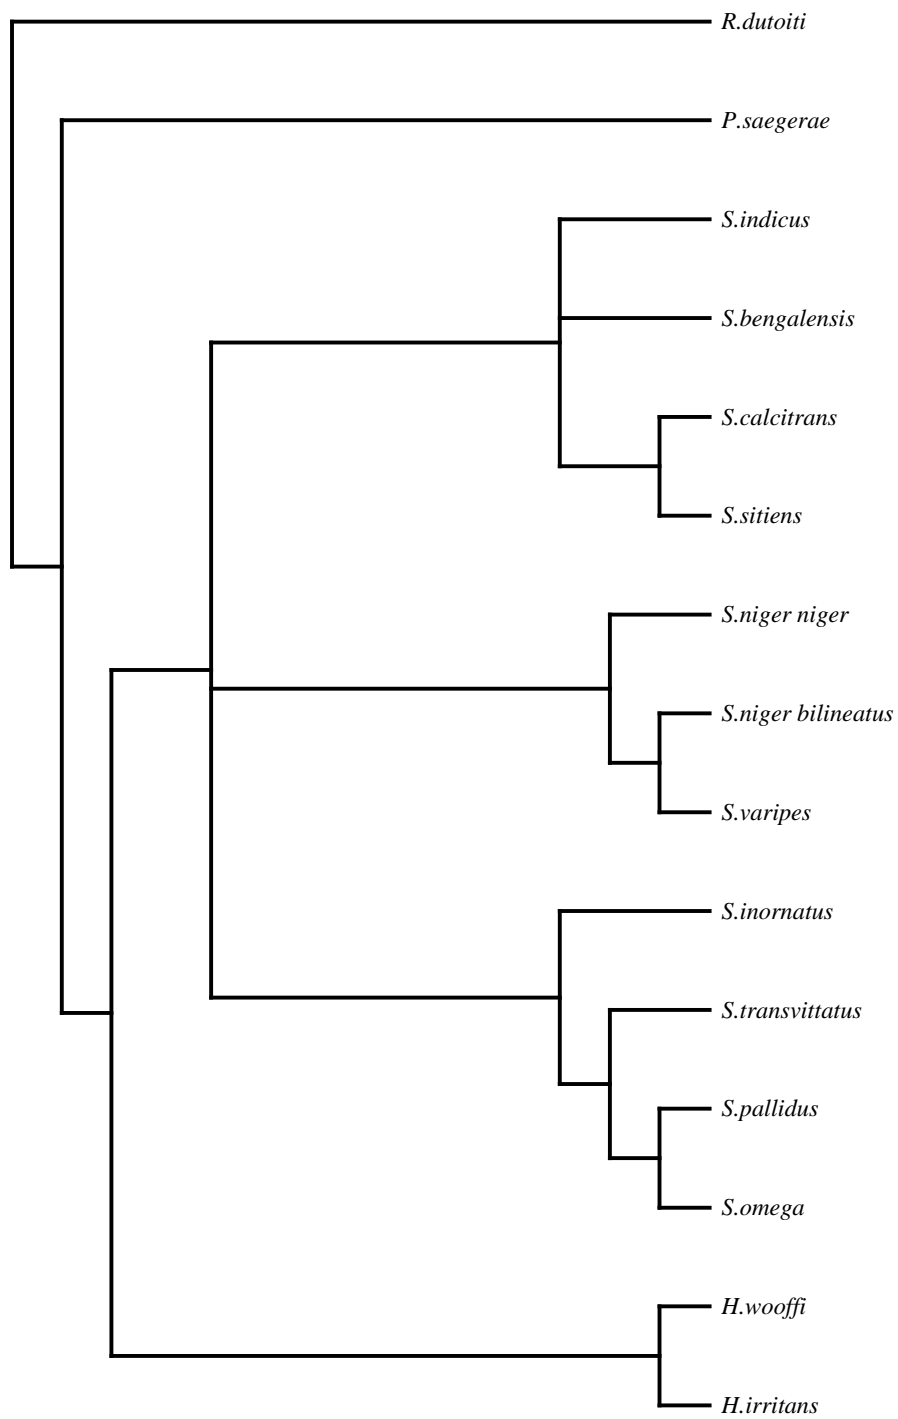 R.dutoiti
P.saegerae
S.indicus
S.bengalensis
S.calcitrans
S.sitiens
S.niger niger
S.niger bilineatus
S.varipes
S.inornatus
S.transvittatus
S.pallidus
S.omega
H.wooffi
H.irritans